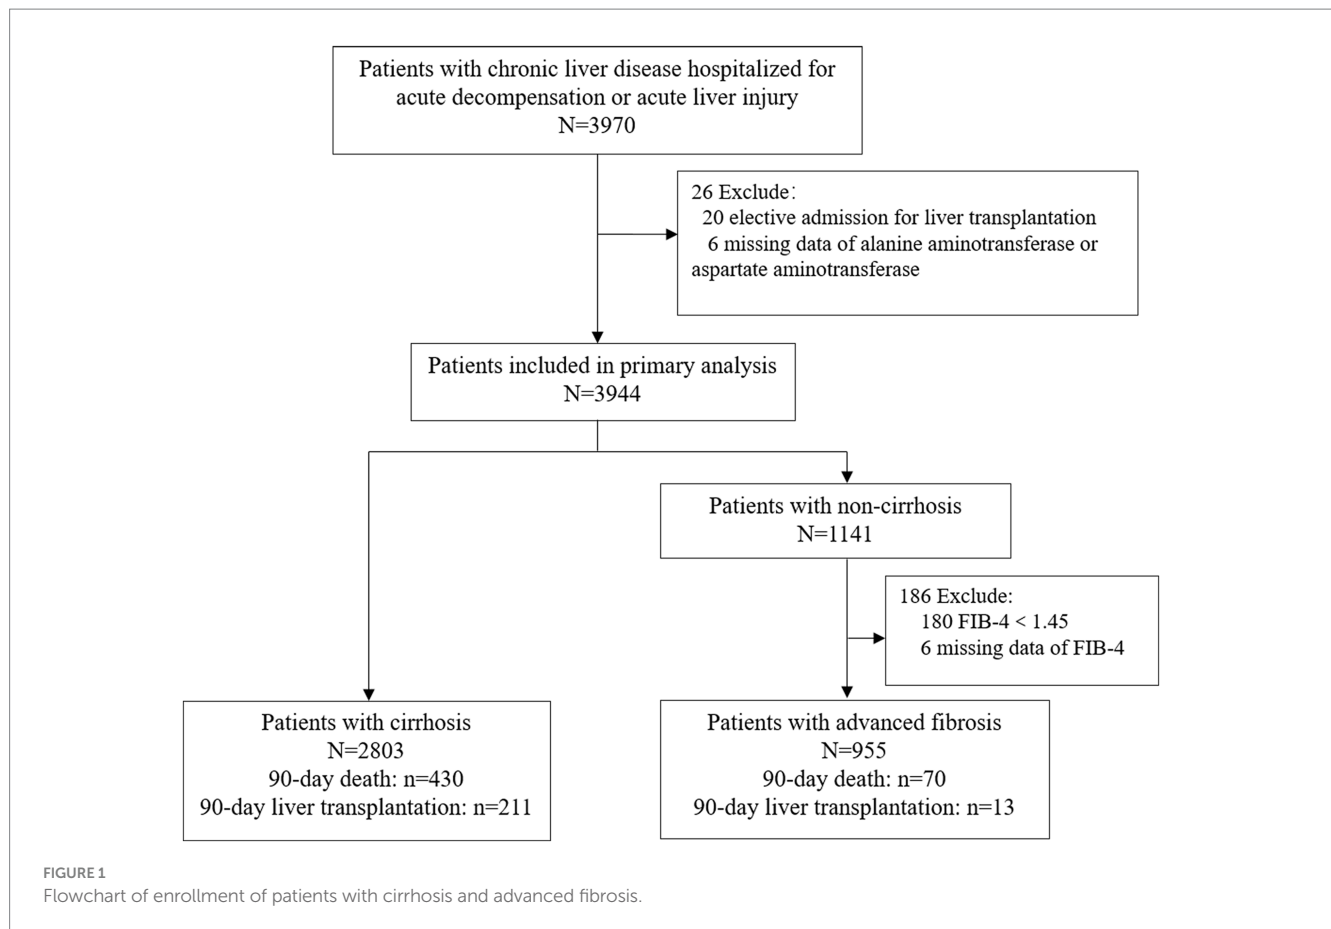 Patients with chronic liver disease hospitalized for
acute decompensation or acute liver injury
N=3970
26 Exclude:
20 elective admission for liver transplantation
6 missing data of alanine aminotransferase or
aspartate aminotransferase
Patients included in primary analysis
N=3944
Patients with non-cirrhosis
N=1141
186 Exclude:
180 FIB-4 < 1.45
6 missing data of FIB-4
Patients with cirrhosis
N=2803
90-day death: n=430
90-day liver transplantation: n=211
Patients with advanced fibrosis
N=955
90-day death: n=70
90-day liver transplantation: n=13
FIGURE 1
Flowchart of enrollment of patients with cirrhosis and advanced fibrosis.